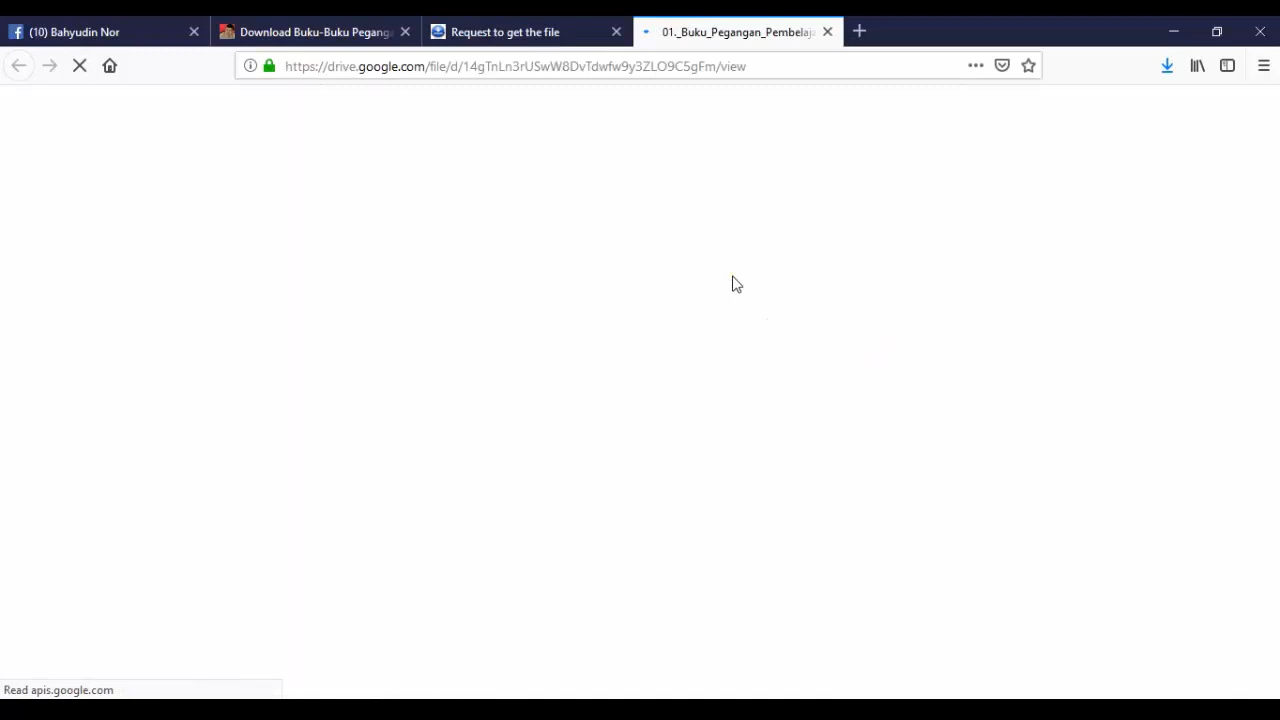 (10) Bahyudin Nor
Download Buku-Buku Pegang
Request to get the file
01._Buku_Pegangan_Pembelaja
https://drive.google.com/file/d/14gTnLn3rUSwW8DvTdwfw9y3ZLO9C5gFm/view
Read apis.google.com